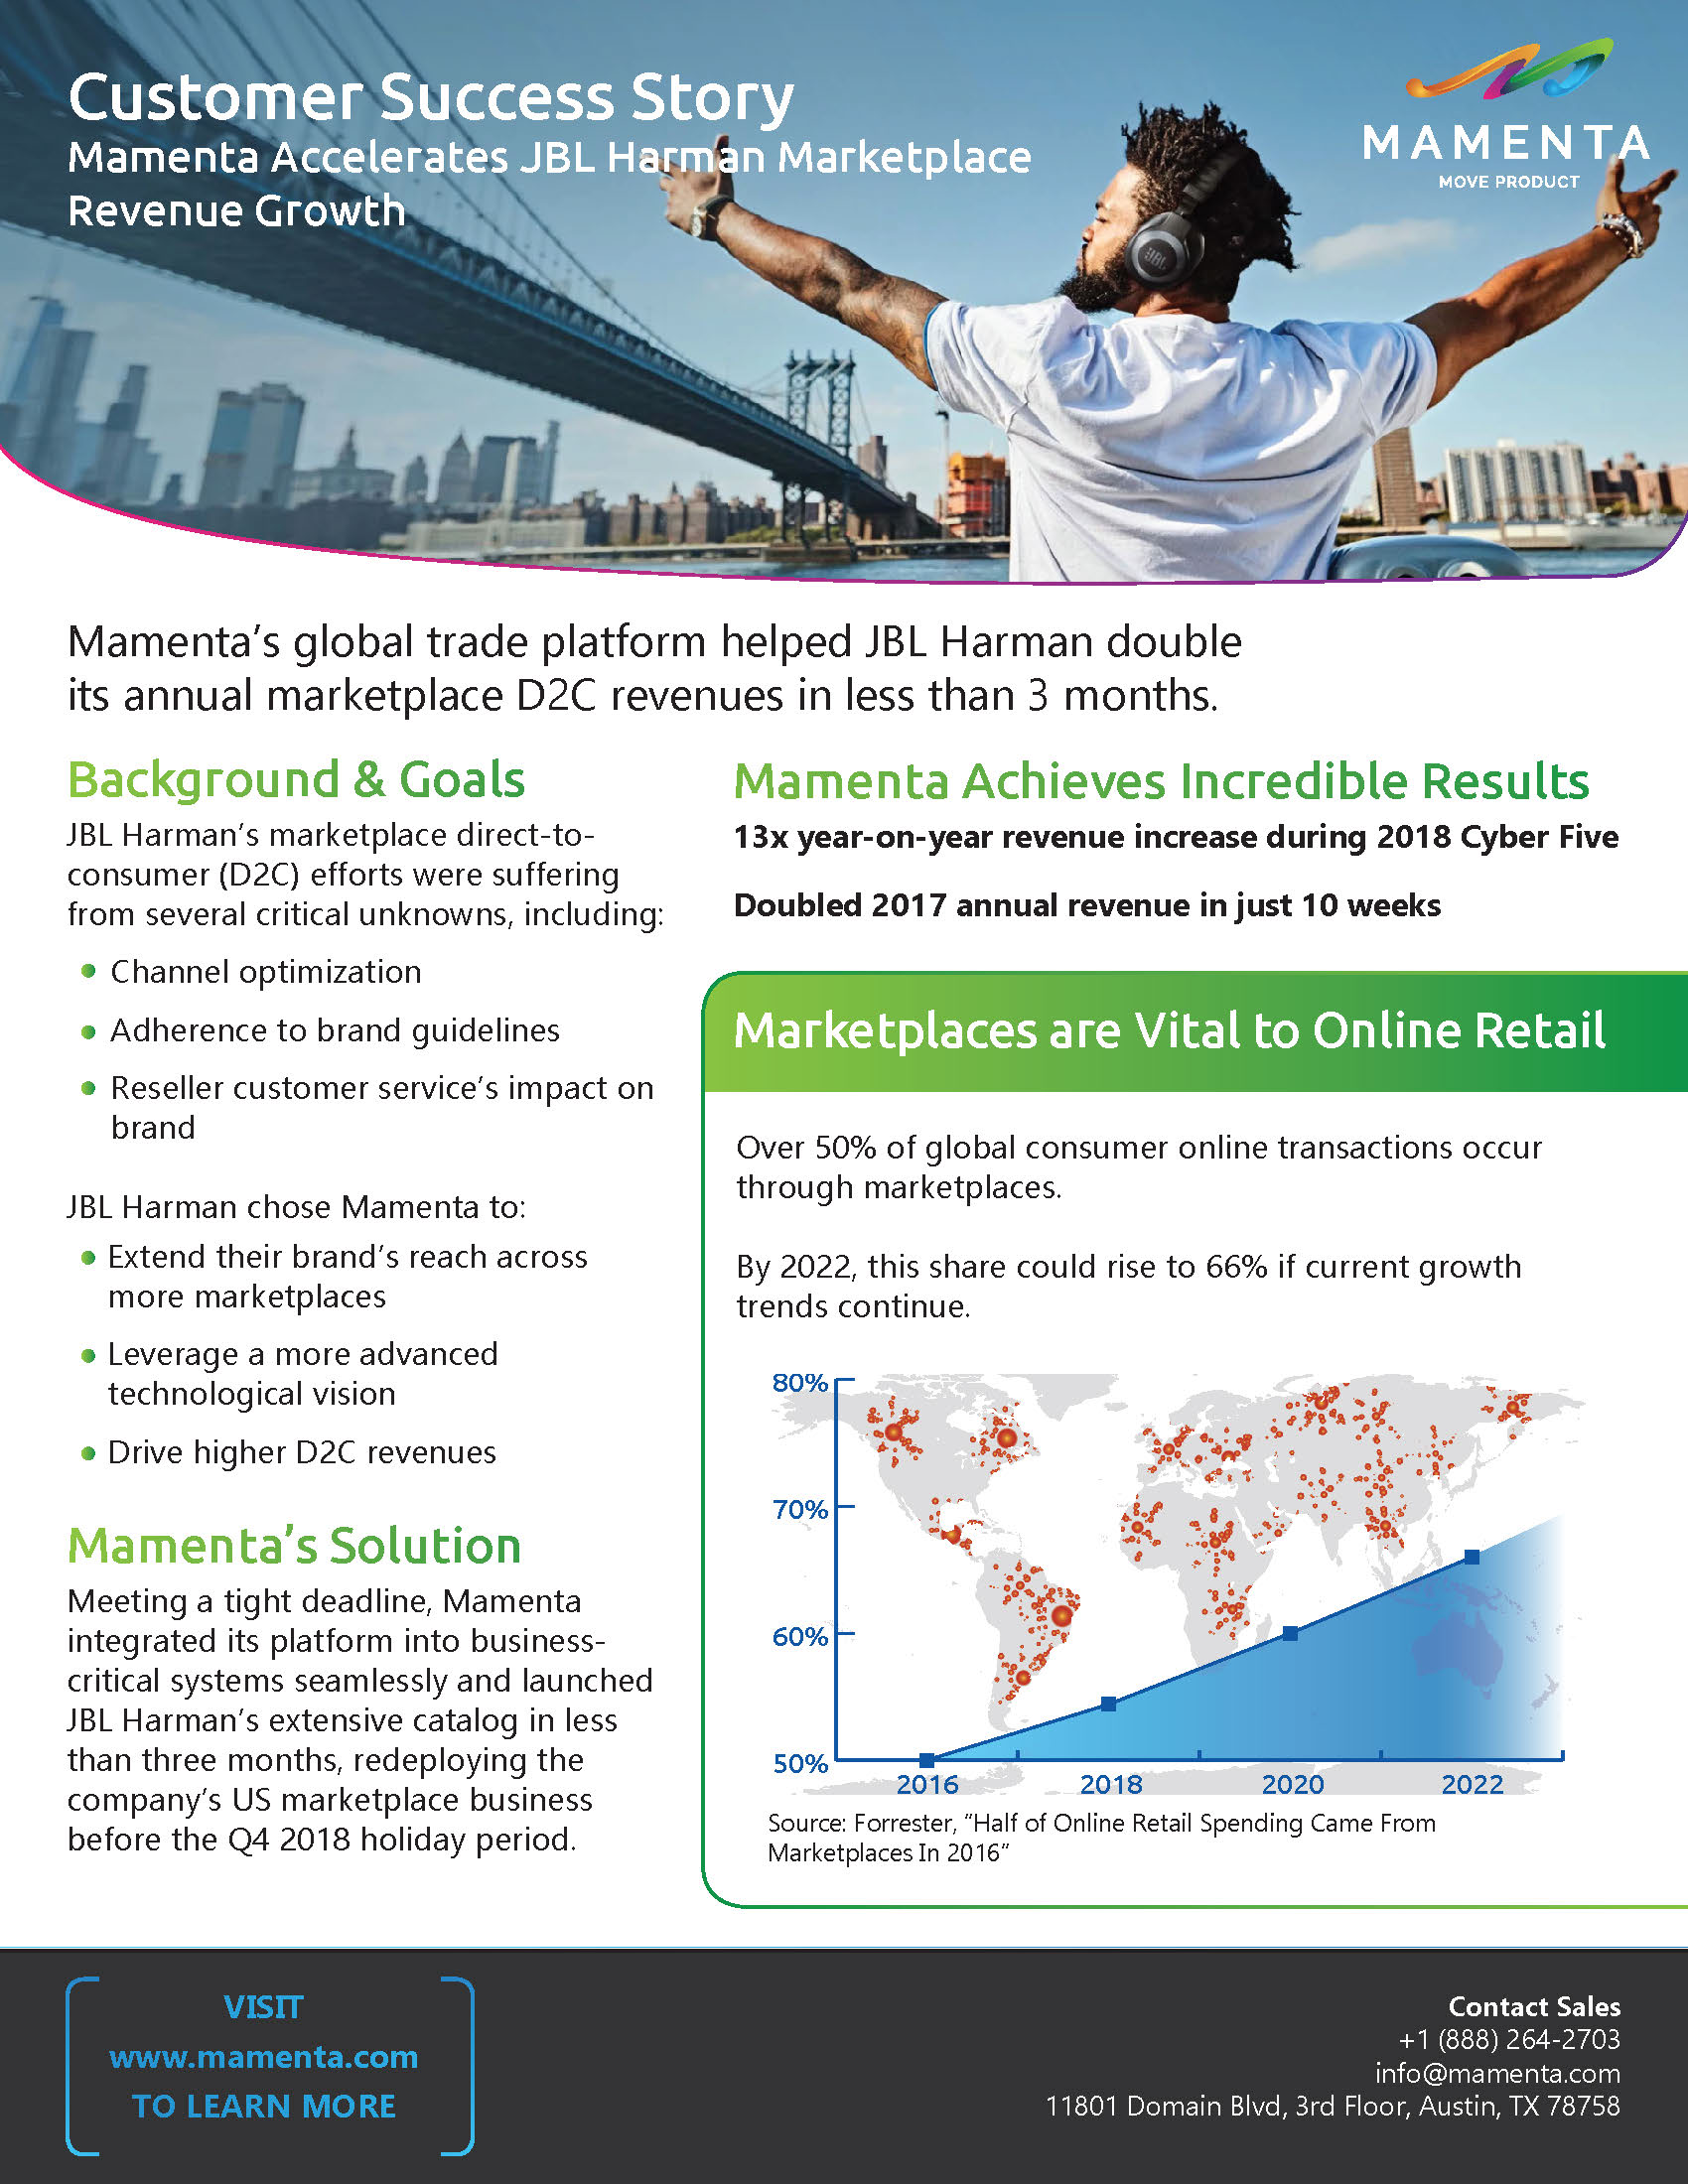 Customer Success Story
Mamenta Accelerates JBL Harman Marketplace
Revenue Growth
MAMENTA
MOVE PRODUCT
JBL
Mamenta’s global trade platform helped JBL Harman double
its annual marketplace D2C revenues in less than 3 months.
Background & Goals
JBL Harman’s marketplace direct-to-
consumer (D2C) efforts were suffering
from several critical unknowns, including:
Channel optimization
Adherence to brand guidelines
Reseller customer service’s impact on
brand
JBL Harman chose Mamenta to:
Extend their brand’s reach across
more marketplaces
Leverage a more advanced
technological vision
Drive higher D2C revenues
Mamenta’s Solution
Meeting a tight deadline, Mamenta
integrated its platform into business-
critical systems seamlessly and launched
JBL Harman’s extensive catalog in less
than three months, redeploying the
company’s US marketplace business
before the Q4 2018 holiday period.
Mamenta Achieves Incredible Results
13x year-on-year revenue increase during 2018 Cyber Five
Doubled 2017 annual revenue in just 10 weeks
Marketplaces are Vital to Online Retail
Over 50% of global consumer online transactions occur
through marketplaces.
By 2022, this share could rise to 66% if current growth
trends continue.
80%
70%
60%
50%
2016 2018 2020 2022
Source: Forrester, “Half of Online Retail Spending Came From
Marketplaces In 2016”
VISIT
www.mamenta.com
TO LEARN MORE
Contact Sales
+1 (888) 264-2703
info@mamenta.com
11801 Domain Blvd, 3rd Floor, Austin, TX 78758